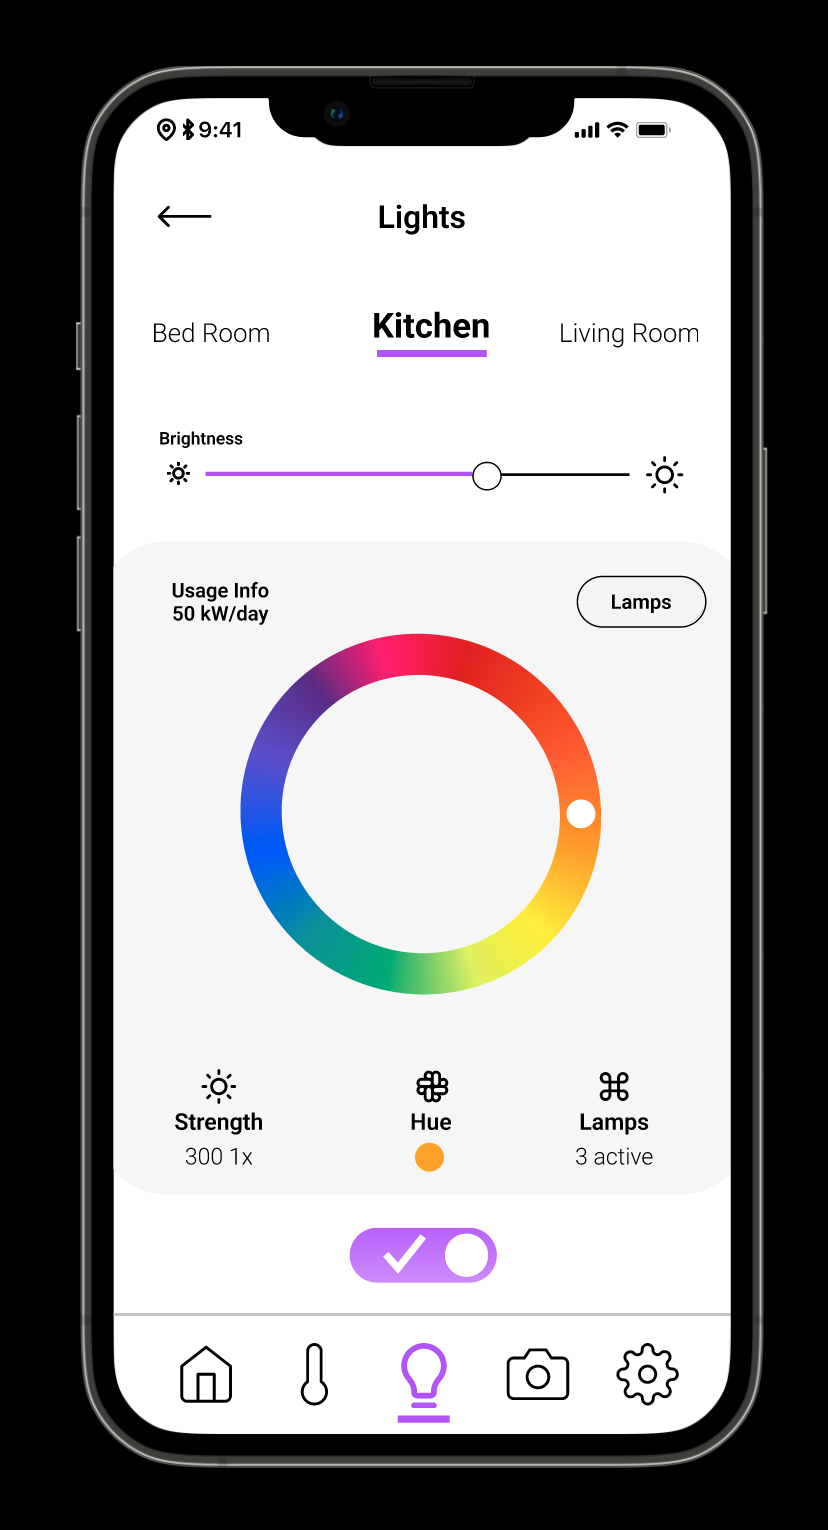 9:41
Lights
Bed Room Kitchen Living Room
Brightness
Usage Info
50 kW/day
Lamps
Strength Hue Lamps
300 1x 3 active